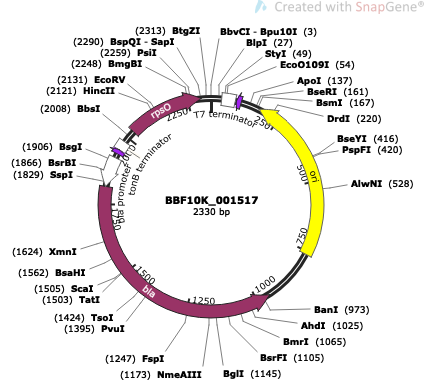 Created with SnapGene®
(2313) BtgZI
BbvCI - Bpu10I (3)
(2290) BspQI - SapI
BlpI (27)
(2259) PsiI
StyI (49)
(2248) BmgBI
EcoO109I (54)
(2131) EcoRV
ApoI (137)
(2121) HincII
BseRI (161)
(2008) BbsI
BsmI (167)
DrdI (220)
(1906) BsgI
BseYI (416)
(1866) BsrBI
PspFI (420)
(1829) SspI
AlwNI (528)
rpsO
2250
T7 terminator
250
ori
500
750
1000
1250
1500
1750
2000
bla
bla promoter
tonB terminator
BBF10K_001517
2330 bp
(1624) XmnI
(1562) BsaHI
(1505) ScaI
(1503) TatI
BanI (973)
(1424) TsoI
AhdI (1025)
(1395) PvuI
BmrI (1065)
(1247) FspI
BsrFI (1105)
(1173) NmeAIII
BglI (1145)